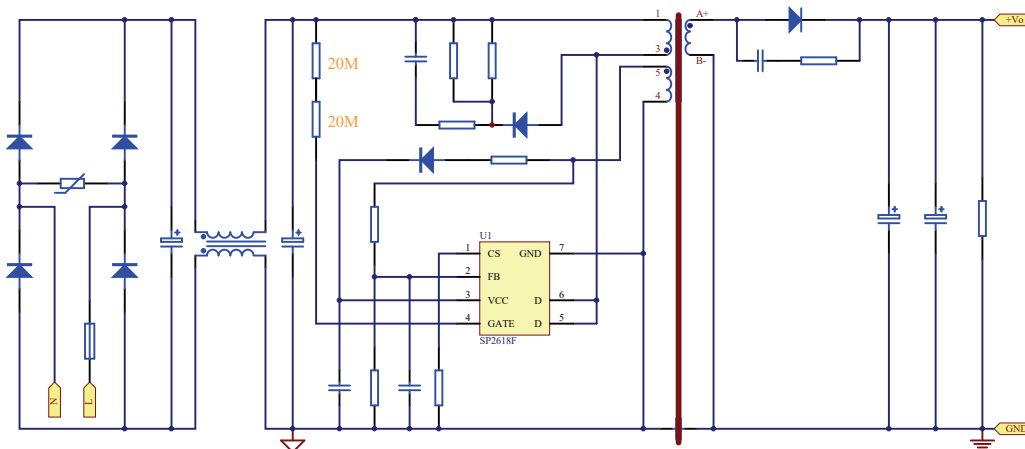 1
A+
+Vo
3
B-
20M
5
4
20M
U1
1
CS
GND
7
2
FB
3
VCC
D
6
4
GATE
D
5
SP2618F
N
L
GND